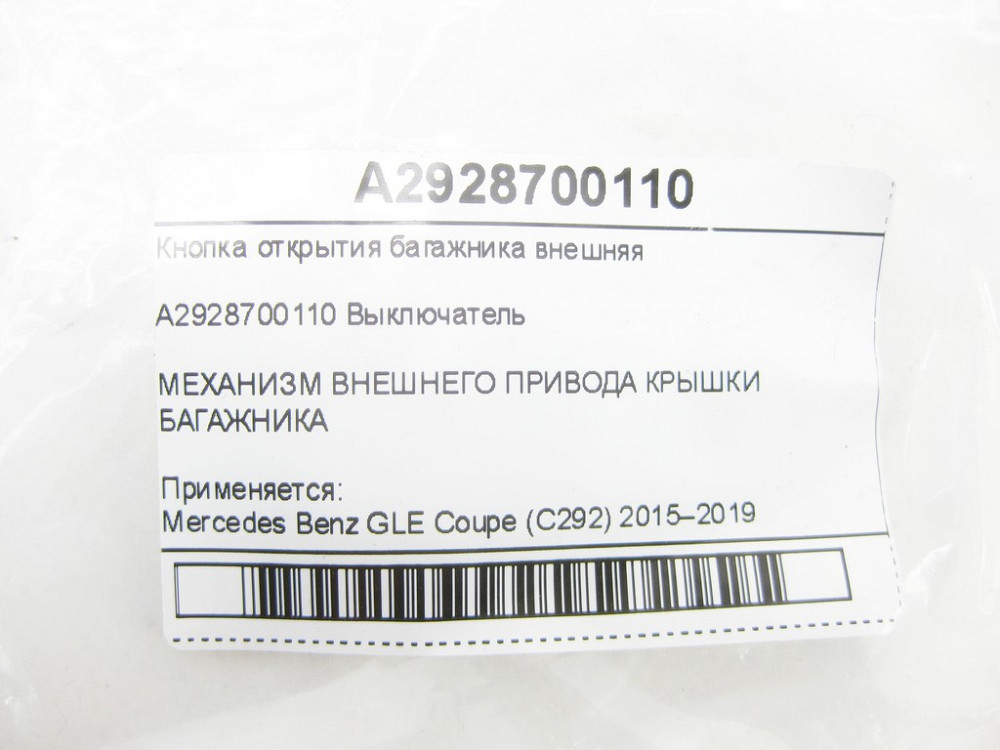 A2928700110
Кнопка открытия багажника внешняя
A2928700110 Выключатель
МЕХАНИЗМ ВНЕШНЕГО ПРИВОДА КРЫШКИ
БАГАЖНИКА
Применяется:
Mercedes Benz GLE Coupe (C292) 2015–2019